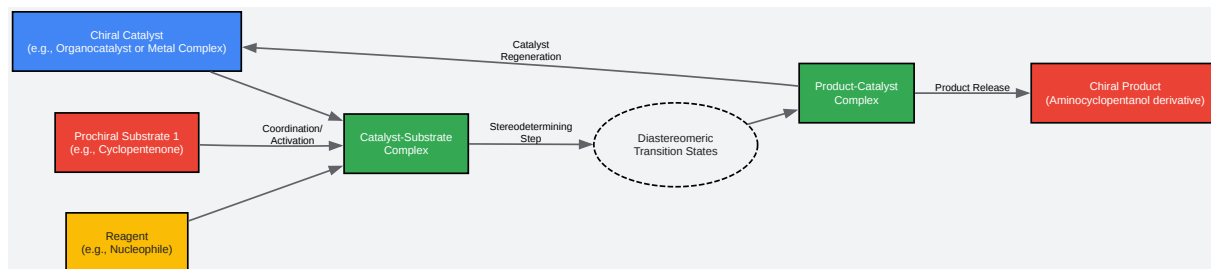 Chiral Catalyst
(e.g., Organocatalyst or Metal Complex)
Catalyst
Regeneration
Product-Catalyst
Complex
Product Release
Chiral Product
(Aminocyclopentanol derivative)
Prochiral Substrate 1
(e.g., Cyclopentenone)
Coordination/
Activation
Catalyst-Substrate
Complex
Stereodetermining
Step
Diastereomeric
Transition States
Reagent
(e.g., Nucleophile)